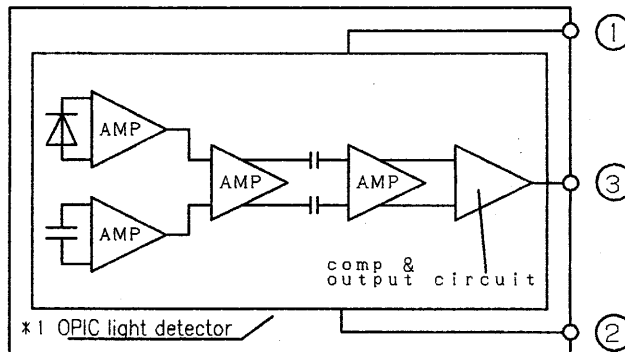 ①
AMP
AMP
AMP
③
AMP
comp &
output circuit
*1 OPIC light detector
②